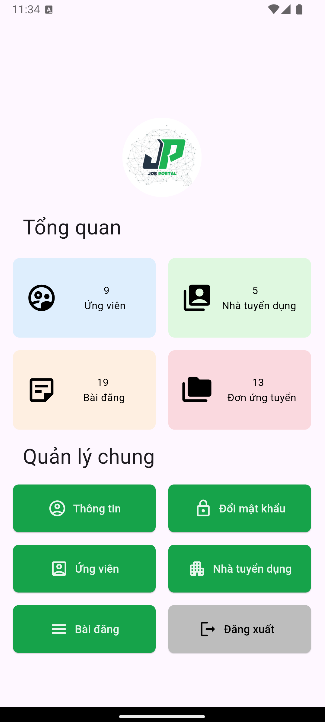 11:34
JP
JOB PORTAL
Tổng quan
9
Ứng viên
5
Nhà tuyển dụng
19
Bài đăng
13
Đơn ứng tuyển
Quản lý chung
Thông tin
Đổi mật khẩu
Ứng viên
Nhà tuyển dụng
Bài đăng
Đăng xuất